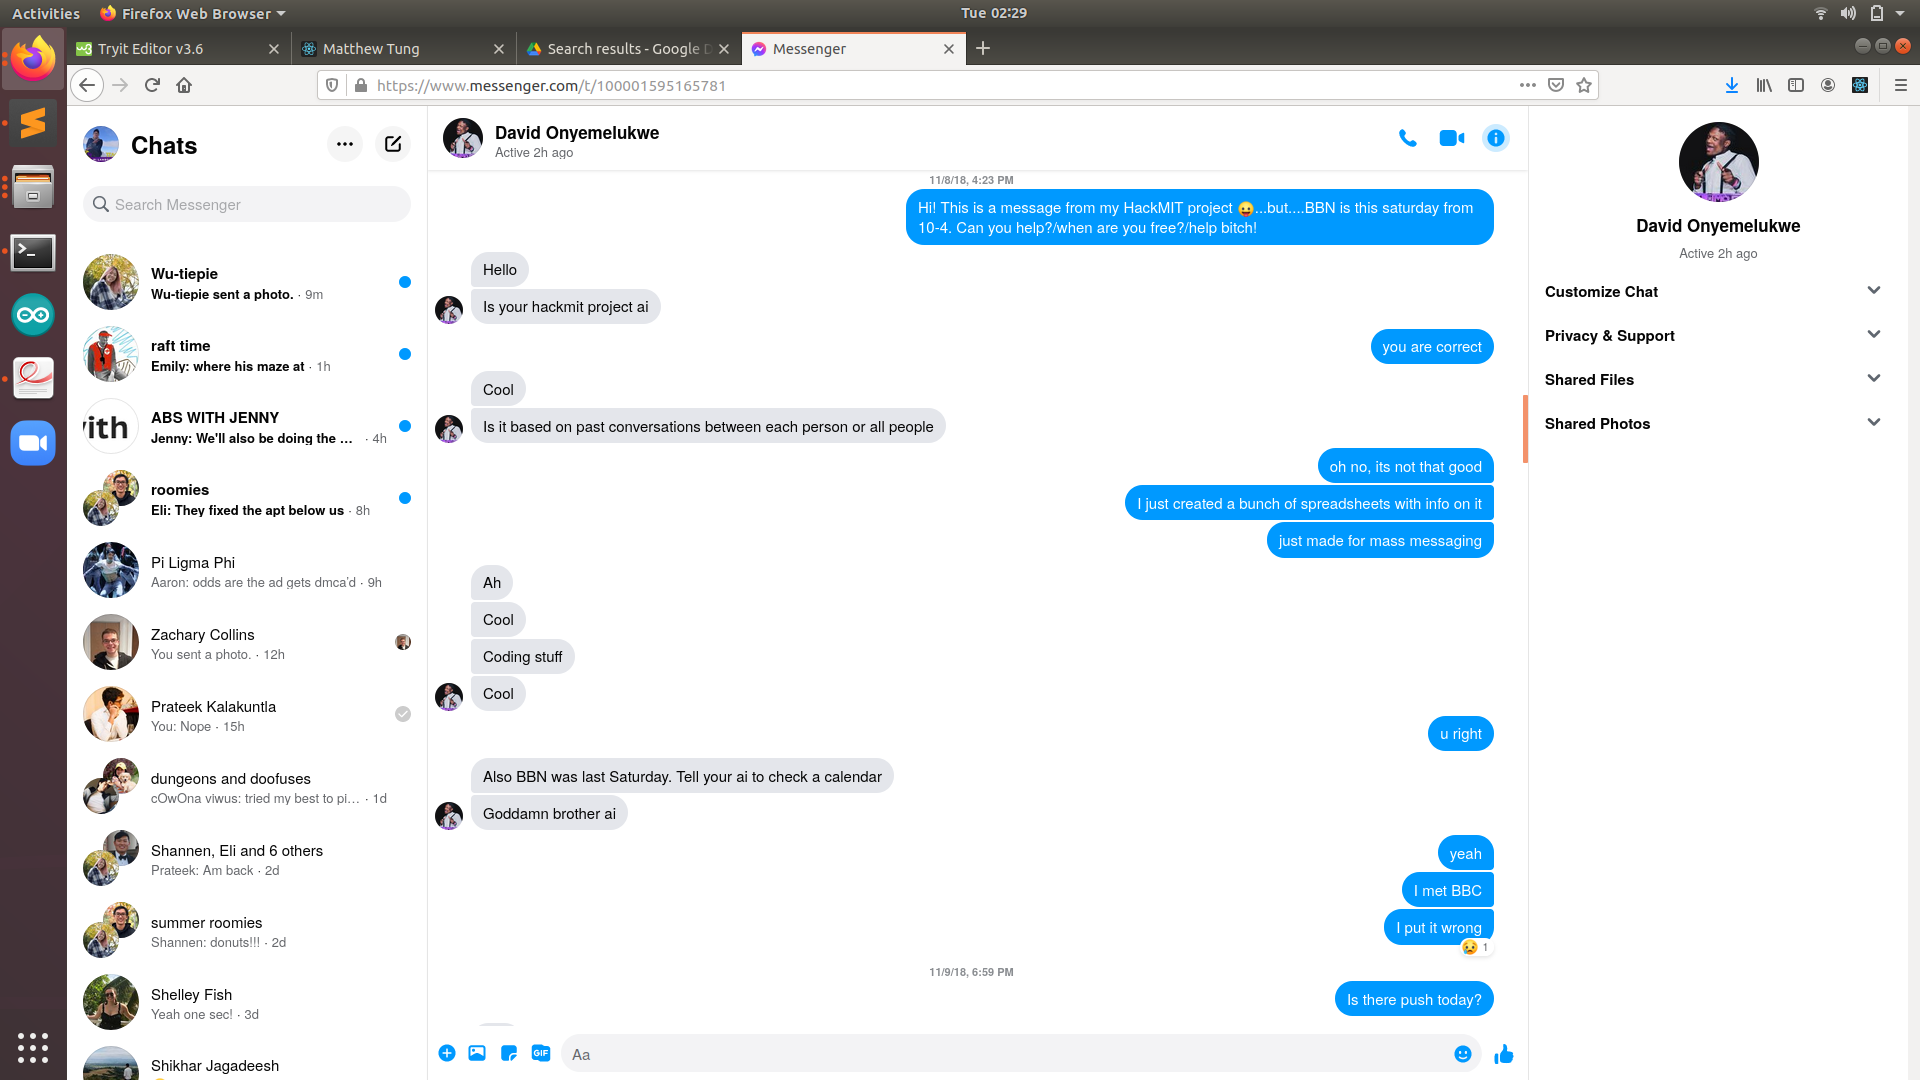 Activities
Firefox Web Browser
Tue 02:29
Tryit Editor v3.6
Matthew Tung
Search results - Google D
Messenger
https://www.messenger.com/t/100001595165781
Chats
Search Messenger
Wu-tiepie
Wu-tiepie sent a photo. · 9m
raft time
Emily: where his maze at · 1h
with
ABS WITH JENNY
Jenny: We'll also be doing the ... · 4h
roomies
Eli: They fixed the apt below us · 8h
Pi Ligma Phi
Aaron: odds are the ad gets dmca'd · 9h
Zachary Collins
You sent a photo. · 12h
Prateek Kalakuntla
You: Nope · 15h
dungeons and doofuses
cOwOna viwus: tried my best to pi... · 1d
Shannen, Eli and 6 others
Prateek: Am back · 2d
summer roomies
Shannen: donuts!!! · 2d
Shelley Fish
Yeah one sec! · 3d
Shikhar Jagadeesh
David Onyemelukwe
Active 2h ago
11/8/18, 4:23 PM
Hi! This is a message from my HackMIT project 😜...but....BBN is this saturday from
10-4. Can you help?/when are you free?/help bitch!
Hello
Is your hackmit project ai
you are correct
Cool
Is it based on past conversations between each person or all people
oh no, its not that good
I just created a bunch of spreadsheets with info on it
just made for mass messaging
Ah
Cool
Coding stuff
Cool
u right
Also BBN was last Saturday. Tell your ai to check a calendar
Goddamn brother ai
yeah
I met BBC
I put it wrong
😢 1
11/9/18, 6:59 PM
Is there push today?
GIF
Aa
David Onyemelukwe
Active 2h ago
Customize Chat
Privacy & Support
Shared Files
Shared Photos